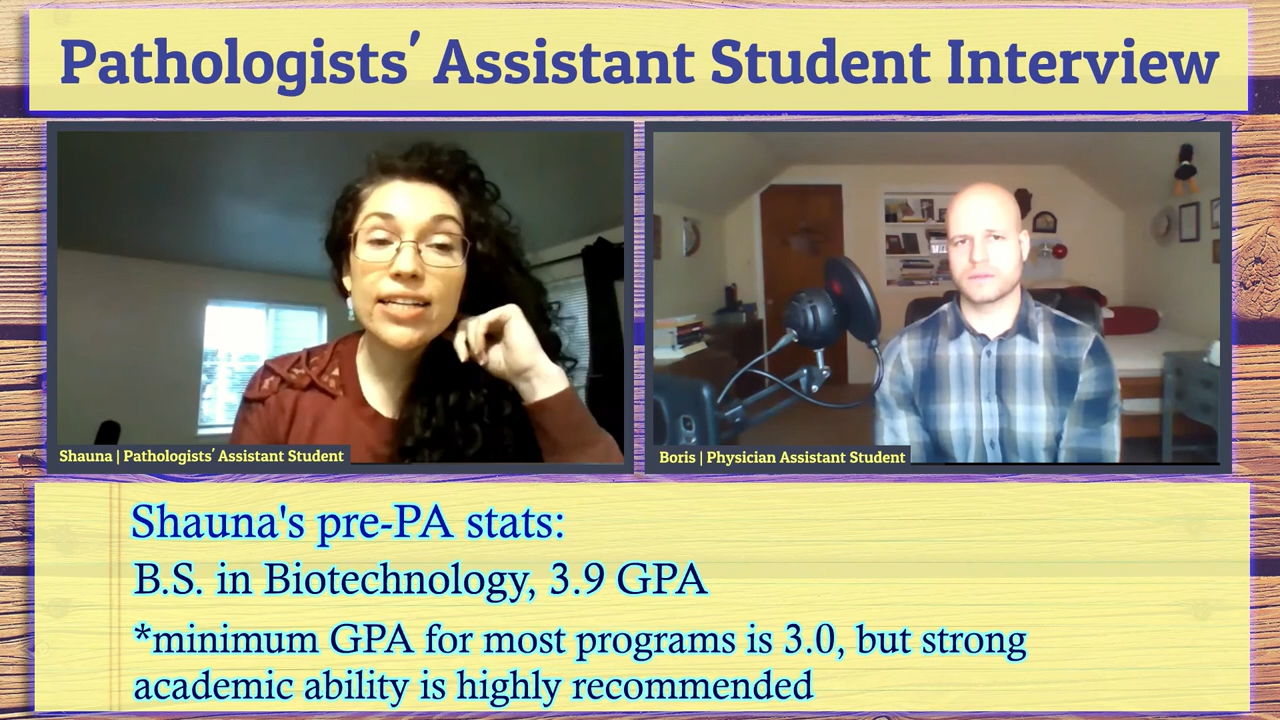 Pathologists' Assistant Student Interview
Shauna | Pathologists' Assistant Student
Boris | Physician Assistant Student
Shauna's pre-PA stats:
B.S. in Biotechnology, 3.9 GPA
*minimum GPA for most programs is 3.0, but strong
academic ability is highly recommended